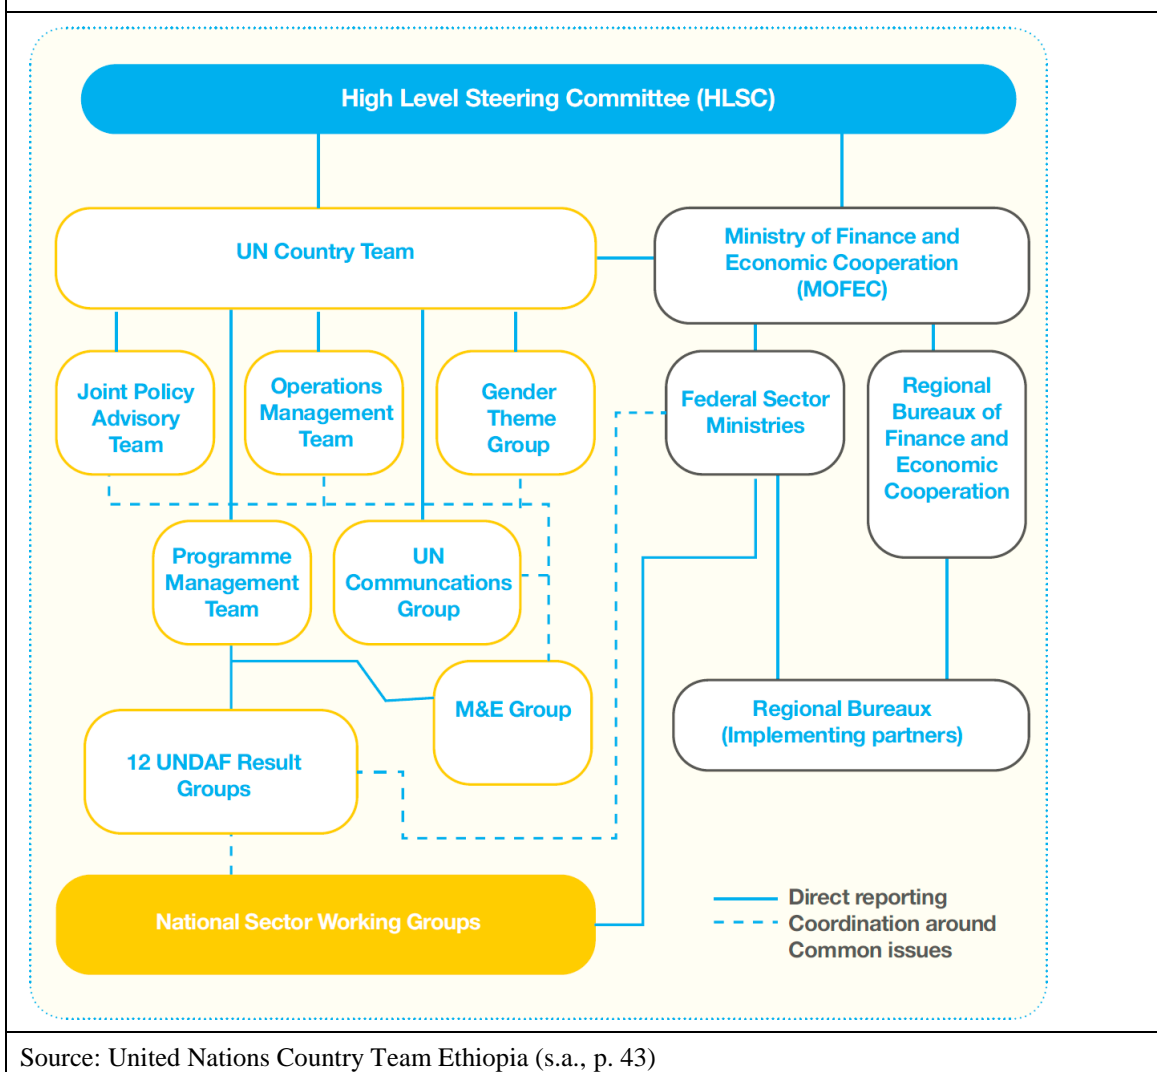 High Level Steering Committee (HLSC)
UN Country Team
Ministry of Finance and
Economic Cooperation
(MOFEC)
Joint Policy
Advisory
Team
Operations
Management
Team
Gender
Theme
Group
Federal Sector
Ministries
Regional
Bureaux of
Finance and
Economic
Cooperation
Programme
Management
Team
UN
Communcations
Group
M&E Group
Regional Bureaux
(Implementing partners)
12 UNDAF Result
Groups
National Sector Working Groups
Direct reporting
Coordination around
Common issues
Source: United Nations Country Team Ethiopia (s.a., p. 43)